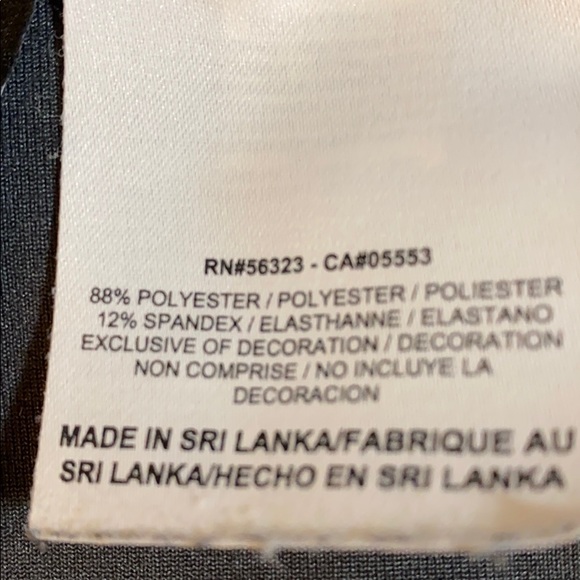 RN#56323 - CA#05553
88% POLYESTER / POLYESTER / POLIESTER
12% SPANDEX / ELASTHANNE / ELASTANO
EXCLUSIVE OF DECORATION / DECORATION
NON COMPRISE / NO INCLUYE LA
DECORACION
MADE IN SRI LANKA/FABRIQUE AU
SRI LANKA/HECHO EN SRI LANKA